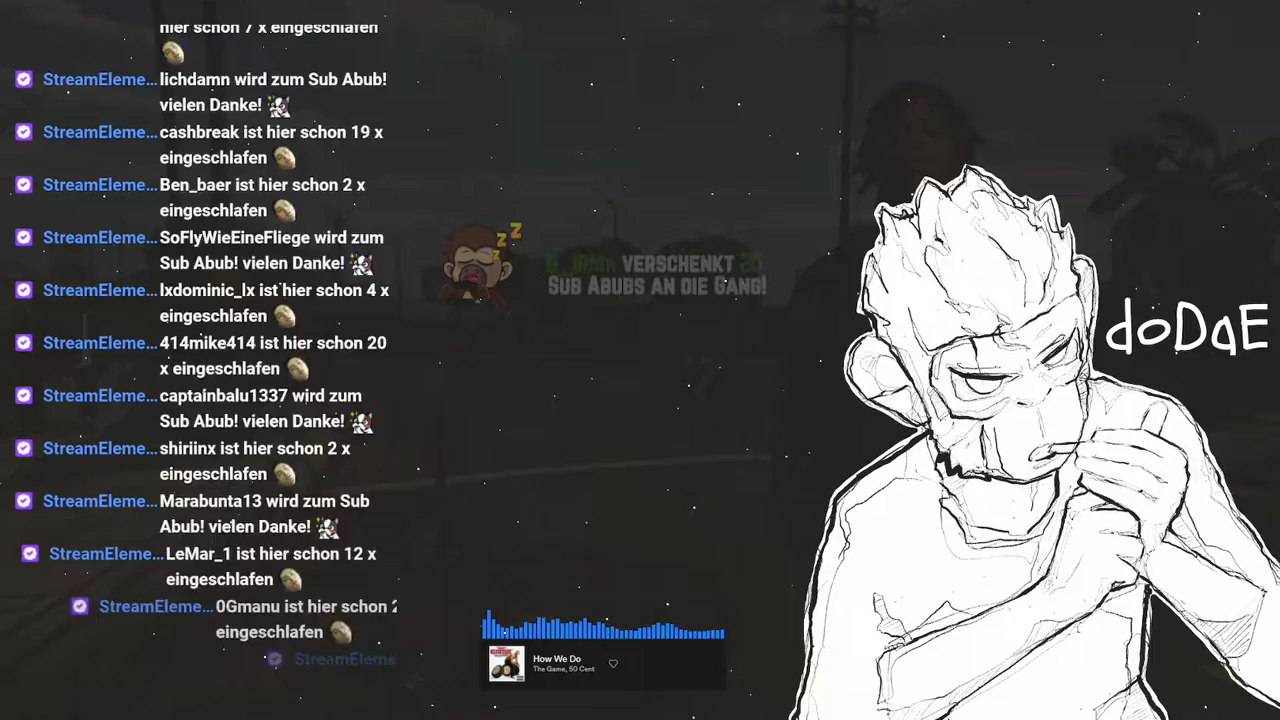 hier schon 7 x eingeschlafen
StreamEleme... lichdamn wird zum Sub Abub!
vielen Danke!
StreamEleme... cashbreak ist hier schon 19 x
eingeschlafen
StreamEleme... Ben_baer ist hier schon 2 x
eingeschlafen
StreamEleme... SoFlyWieEineFliege wird zum
Sub Abub! vielen Danke!
StreamEleme... lxdominic_lx ist hier schon 4 x
eingeschlafen
StreamEleme... 414mike414 ist hier schon 20
x eingeschlafen
StreamEleme... captainbalu1337 wird zum
Sub Abub! vielen Danke!
StreamEleme... shiriinx ist hier schon 2 x
eingeschlafen
StreamEleme... Marabunta13 wird zum Sub
Abub! vielen Danke!
StreamEleme... LeMar_1 ist hier schon 12 x
eingeschlafen
StreamEleme... 0Gmanu ist hier schon 2
eingeschlafen
StreamEleme
z z z
VERSCHENKT 20
SUB ABUBS AN DIE GANG!
doDaE
How We Do
The Game, 50 Cent